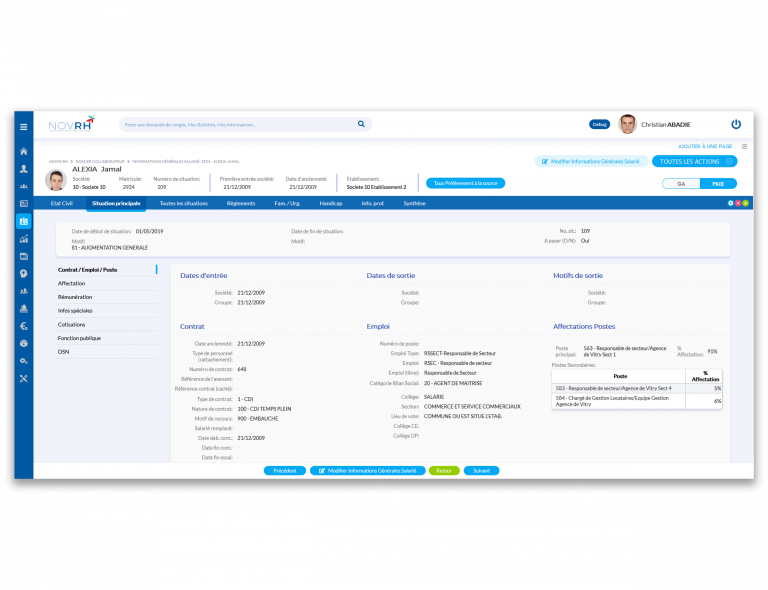 NOVRH
Poser une demande de congés, Mes Bulletins, Mes informations...
Debug
Christian ABADIE
AJOUTER À UNE PAGE
ADMIN RH > DOSSIER COLLABORATEUR > INFORMATIONS GÉNÉRALES SALARIÉ: 2924 - ALEXIA JAMAL
Modifier Informations Générales Salarié
TOUTES LES ACTIONS
ALEXIA Jamal
Société: Matricule: Numéro de situation: Première entrée société: Date d'ancienneté: Etablissement:
10 - Societe 10 2924 109 21/12/2009 21/12/2009 Societe 10 Etablissement 2
Taux Prélèvement à la source
GA PAIE
Etat Civil Situation principale Toutes les situations Règlements Fam. / Urg. Handicap Info. prof Synthèse
Date de début de situation: 01/05/2019 Date de fin de situation: - No. sit.: 109
Motif: Motif: A payer (O/N): Oui
81 - AUGMENTATION GENERALE
Contrat / Emploi / Poste
Affectation
Rémunération
Infos spéciales
Cotisations
Fonction publique
DSN
Dates d'entrée
Société: 21/12/2009
Groupe: 21/12/2009
Dates de sortie
Société: -
Groupe: -
Motifs de sortie
Société: -
Groupe: -
Contrat
Date ancienneté: 21/12/2009
Type de personnel
(rattachement): -
Numéro de contrat: 648
Référence de l'avenant: -
Référence contrat (caché): -
Type de contrat: 1 - CDI
Nature de contrat: 100 - CDI TEMPS PLEIN
Motif de recours: 900 - EMBAUCHE
Salarié remplacé: -
Date deb. cont.: 21/12/2009
Date fin cont.: -
Date fin essai: -
Emploi
Numéro de poste: -
Emploi Type: RSSECT-Responsable de Secteur
Emploi: RSEC - Responsable de secteur
Emploi (libre): Responsable de Secteur
Catégorie Bilan Social: 20 - AGENT DE MAITRISE
Collège: SALARIE
Section: COMMERCE ET SERVICE COMMERCIAUX
Lieu de vote: COMMUNE OU EST SITUE L'ETAB.
Collège CE: -
Collège DP: -
Affectations Postes
Poste principal: 563 - Responsable de secteur/Agence de Vitry Sect 1 % Affectation: 91%
Postes Secondaires:
Poste % Affectation
583 - Responsable de secteur/Agence de Vitry Sect 4 5%
584 - Chargé de Gestion Locataires/Equipe Gestion Agence de Vitry 6%
Précédent Modifier Informations Générales Salarié Retour Suivant